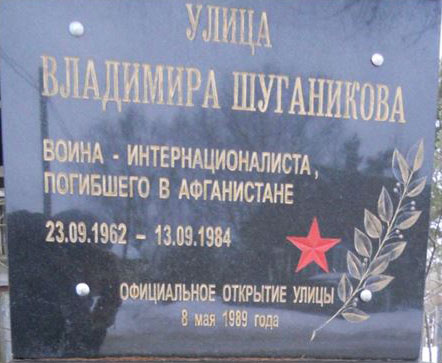 УЛИЦА
ВЛАДИМИРА ШУГАНИКОВА
ВОИНА - ИНТЕРНАЦИОНАЛИСТА,
ПОГИБШЕГО В АФГАНИСТАНЕ
23.09.1962 – 13.09.1984
ОФИЦИАЛЬНОЕ ОТКРЫТИЕ УЛИЦЫ
8 мая 1989 года